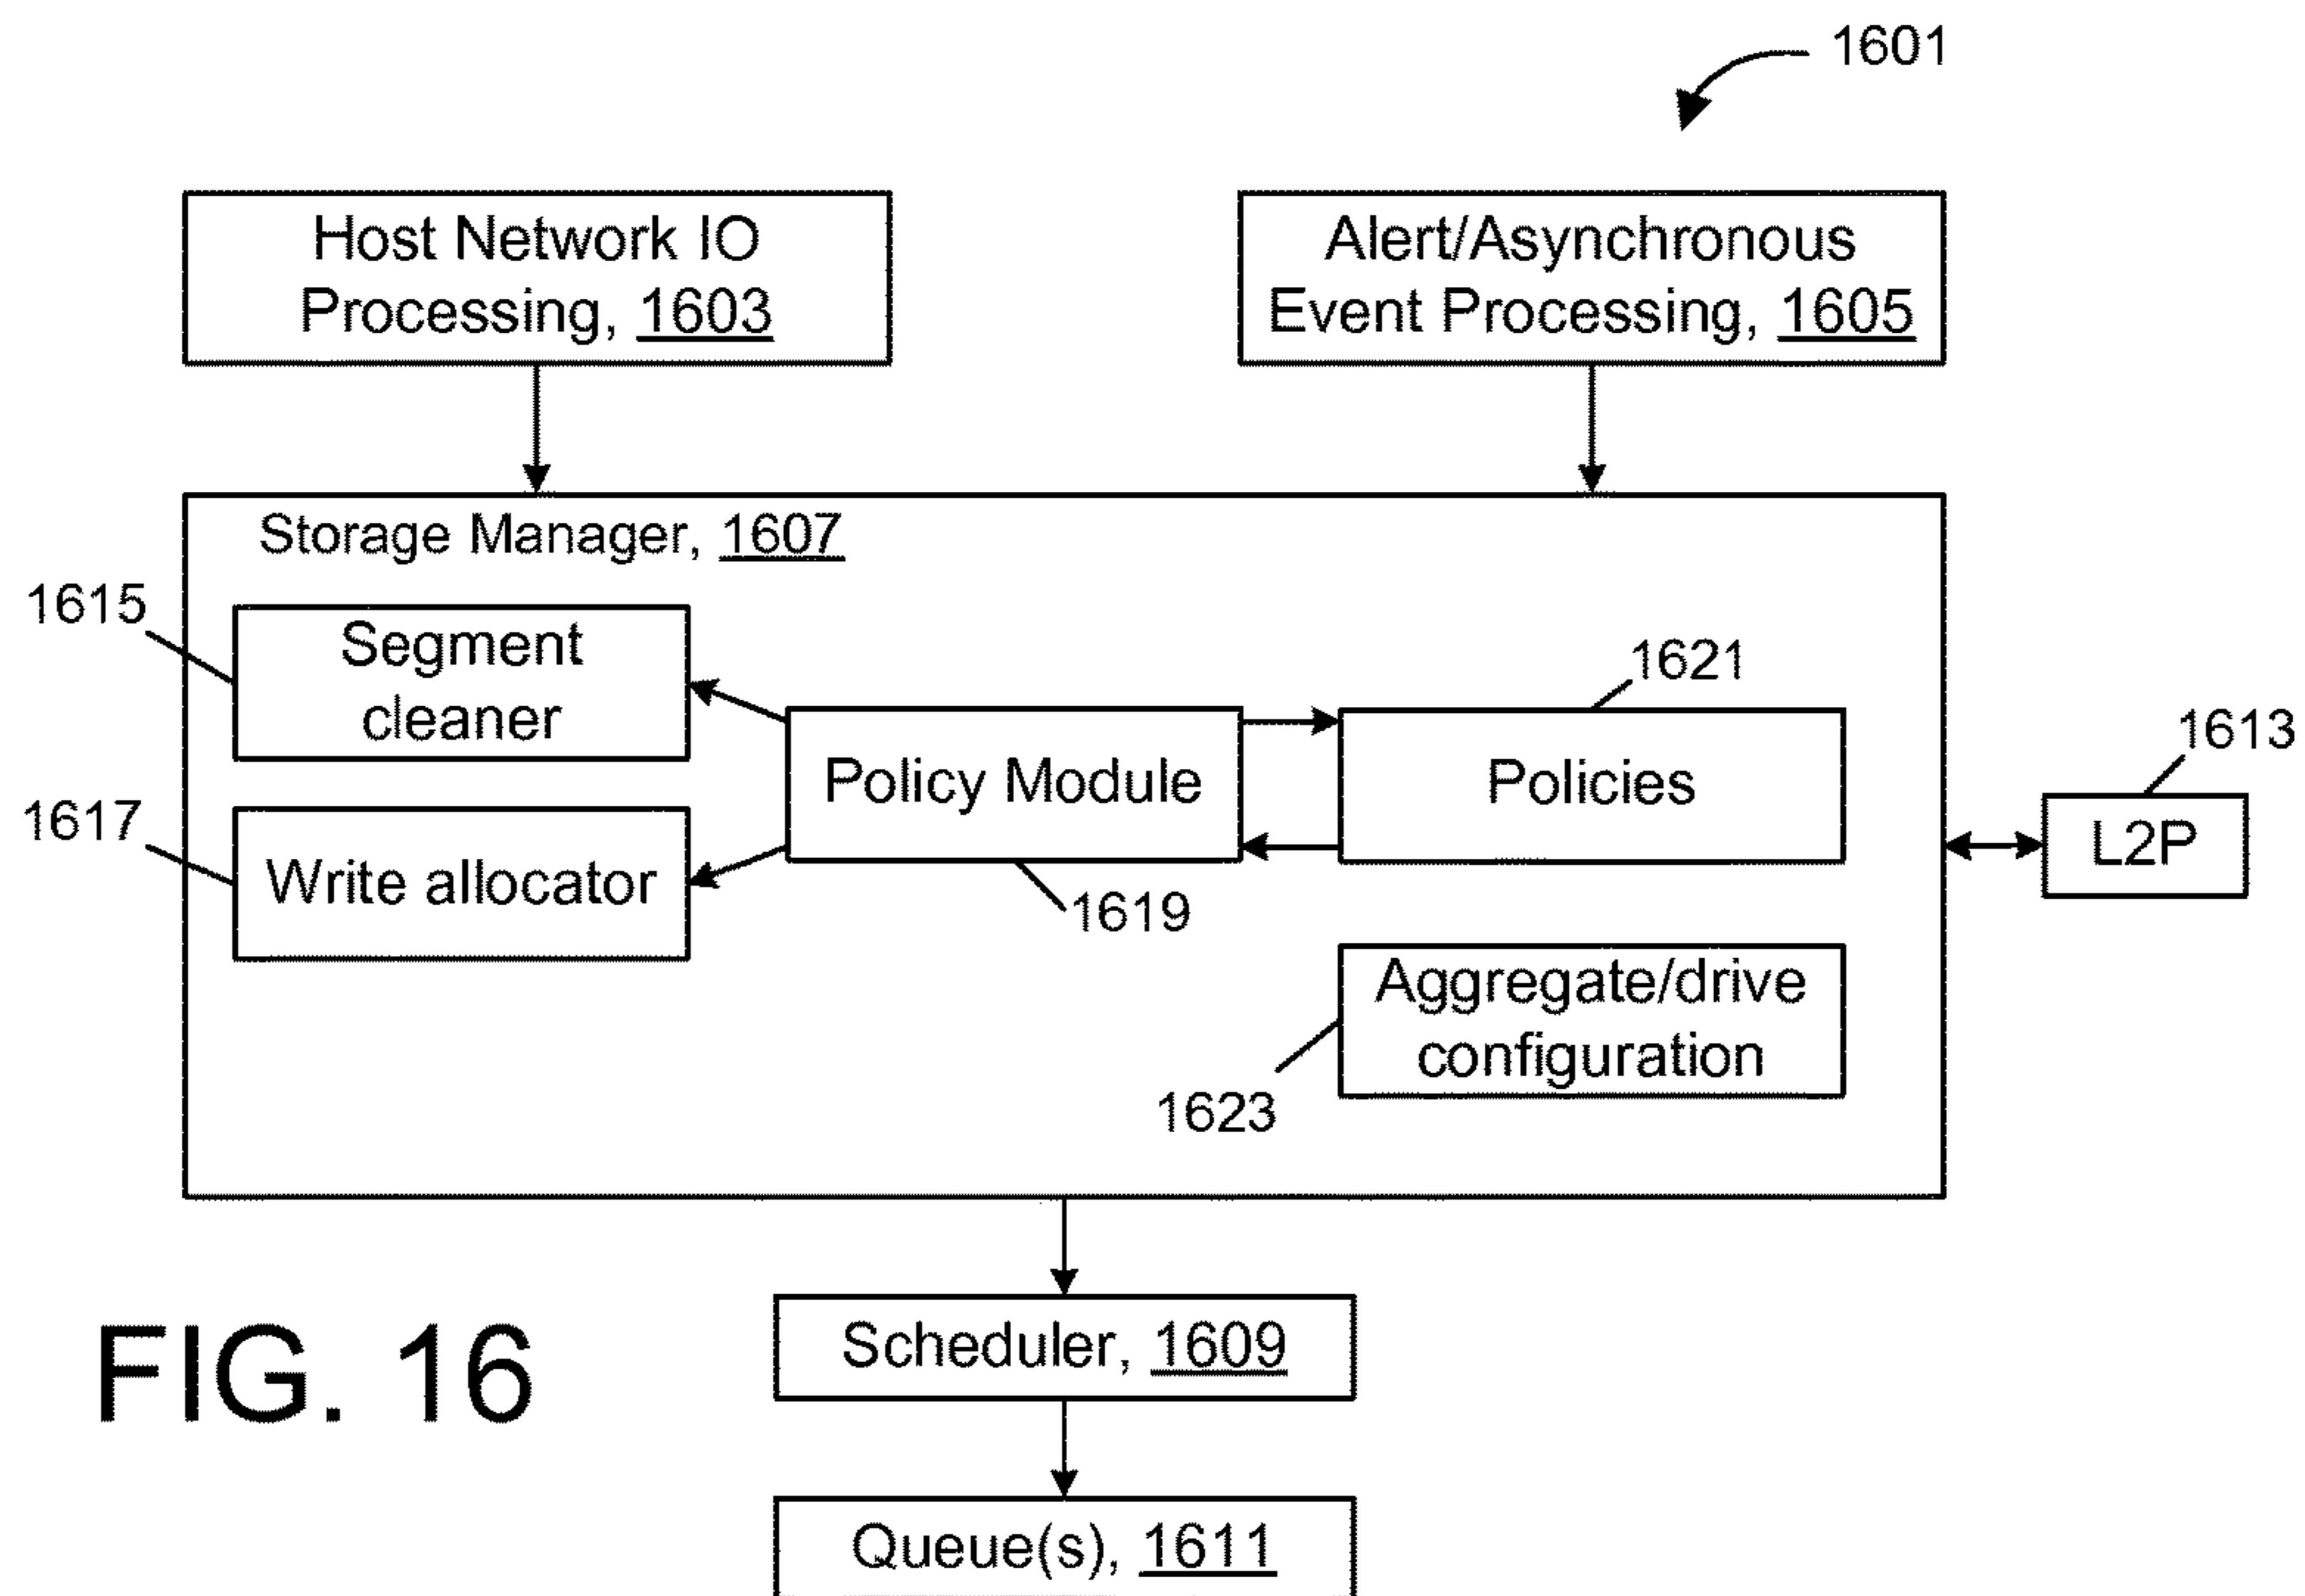 1601
Host Network IO
Processing, 1603
Alert/Asynchronous
Event Processing, 1605
Storage Manager, 1607
1615
Segment
cleaner
1621
1613
Policy Module
Policies
L2P
1617
Write allocator
1619
Aggregate/drive
configuration
1623
Scheduler, 1609
FIG. 16
Queue(s), 1611